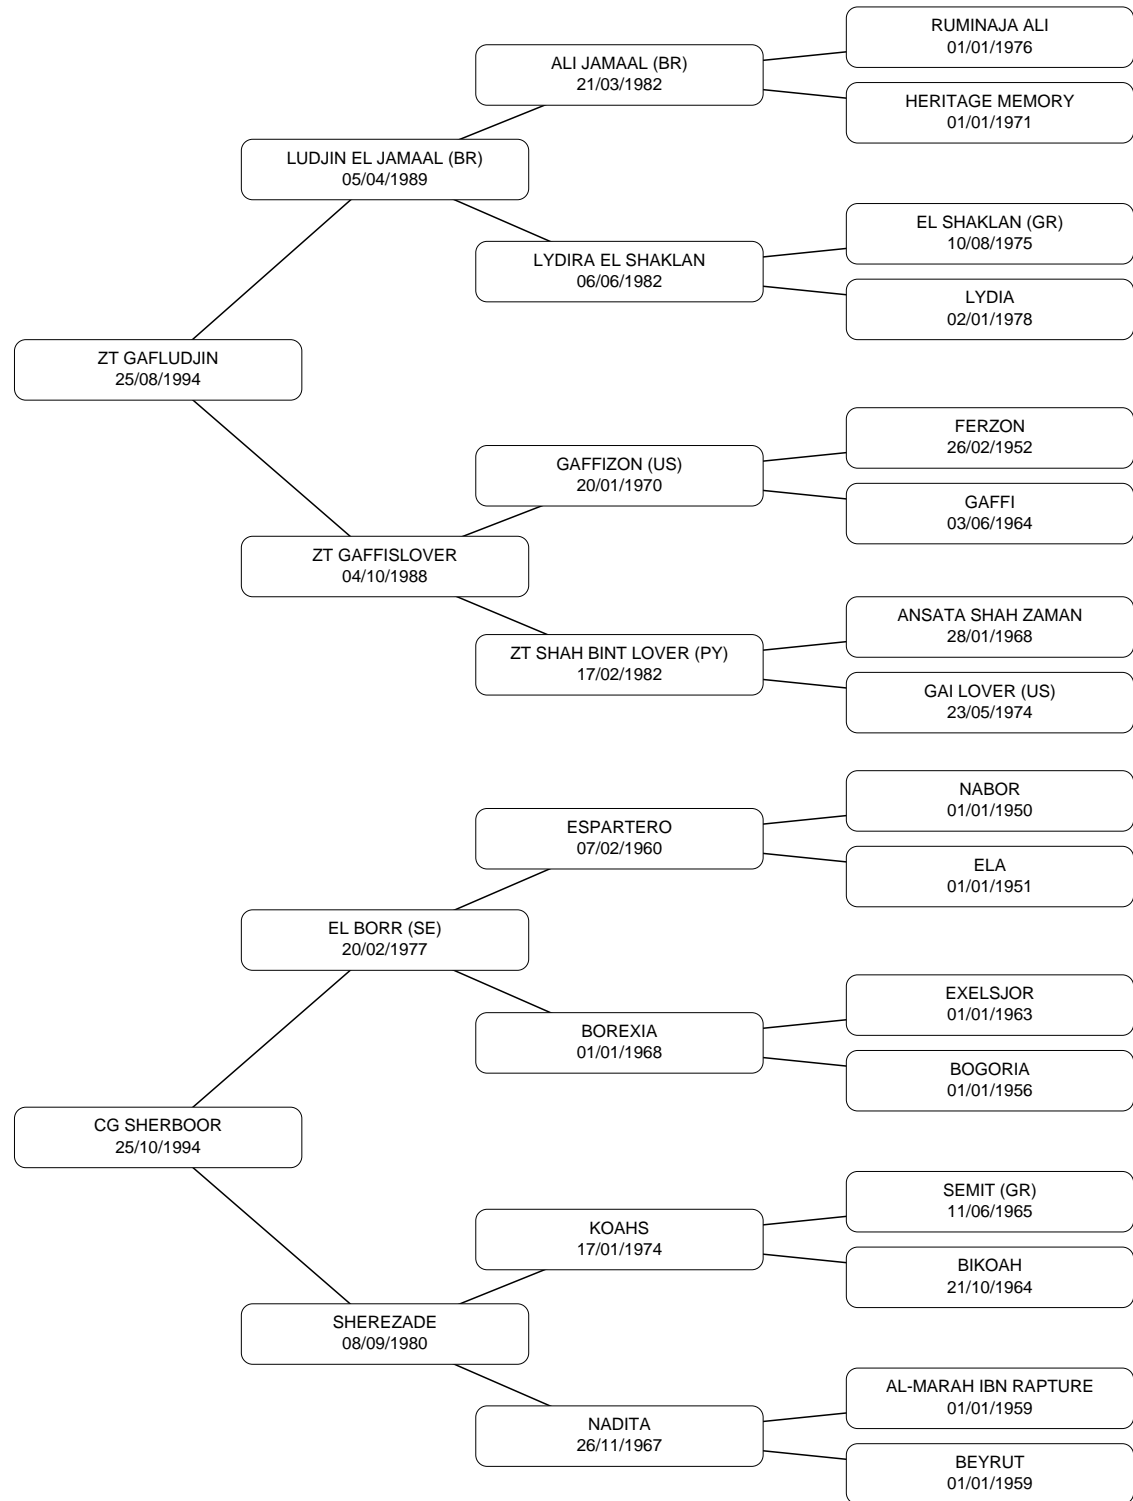 RUMINAJA ALI
01/01/1976
ALI JAMAAL (BR)
21/03/1982
HERITAGE MEMORY
01/01/1971
LUDJIN EL JAMAAL (BR)
05/04/1989
EL SHAKLAN (GR)
10/08/1975
LYDIRA EL SHAKLAN
06/06/1982
LYDIA
02/01/1978
ZT GAFLUDJIN
25/08/1994
FERZON
26/02/1952
GAFFIZON (US)
20/01/1970
GAFFI
03/06/1964
ZT GAFFISLOVER
04/10/1988
ANSATA SHAH ZAMAN
28/01/1968
ZT SHAH BINT LOVER (PY)
17/02/1982
GAI LOVER (US)
23/05/1974
NABOR
01/01/1950
ESPARTERO
07/02/1960
ELA
01/01/1951
EL BORR (SE)
20/02/1977
EXELSJOR
01/01/1963
BOREXIA
01/01/1968
BOGORIA
01/01/1956
CG SHERBOOR
25/10/1994
SEMIT (GR)
11/06/1965
KOAHS
17/01/1974
BIKOAH
21/10/1964
SHEREZADE
08/09/1980
AL-MARAH IBN RAPTURE
01/01/1959
NADITA
26/11/1967
BEYRUT
01/01/1959